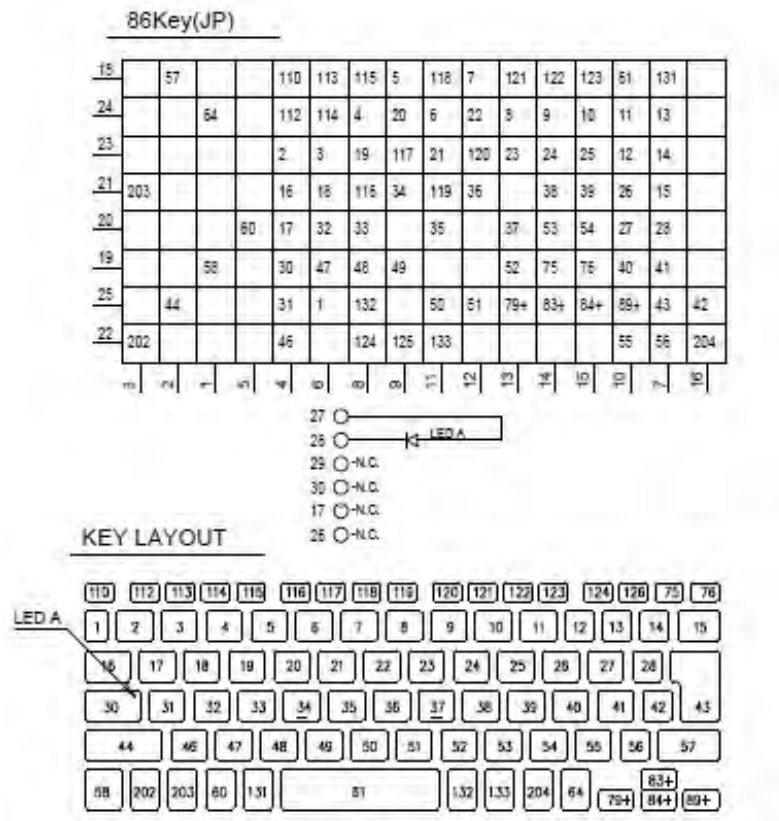 86Key(JP)
18 57 110 113 115 5 118 7 121 122 123 61 131
24 64 112 114 4 20 6 22 8 9 10 11 13
23 2 3 19 117 21 120 23 24 25 12 14
21 203 16 18 116 34 119 36 38 39 26 15
20 60 17 32 33 35 37 53 54 27 28
19 58 30 47 48 49 52 75 76 40 41
25 44 31 1 132 50 51 79+ 83+ 84+ 89+ 43 42
22 202 46 124 126 133 55 56 204
3 2 1 5 4 6 8 9 11 12 13 14 15 10 7 16
27
28 LED A
29 -N.C.
30 -N.C.
17 -N.C.
26 -N.C.
KEY LAYOUT
110 112 113 114 115 116 117 118 119 120 121 122 123 124 126 75 76
LED A
1 2 3 4 5 6 7 8 9 10 11 12 13 14 15
16 17 18 19 20 21 22 23 24 25 26 27 28
30 31 32 33 34 35 36 37 38 39 40 41 42 43
44 46 47 48 49 50 51 52 53 54 55 56 57
58 202 203 60 131 61 132 133 204 64 79+ 83+ 84+ 89+